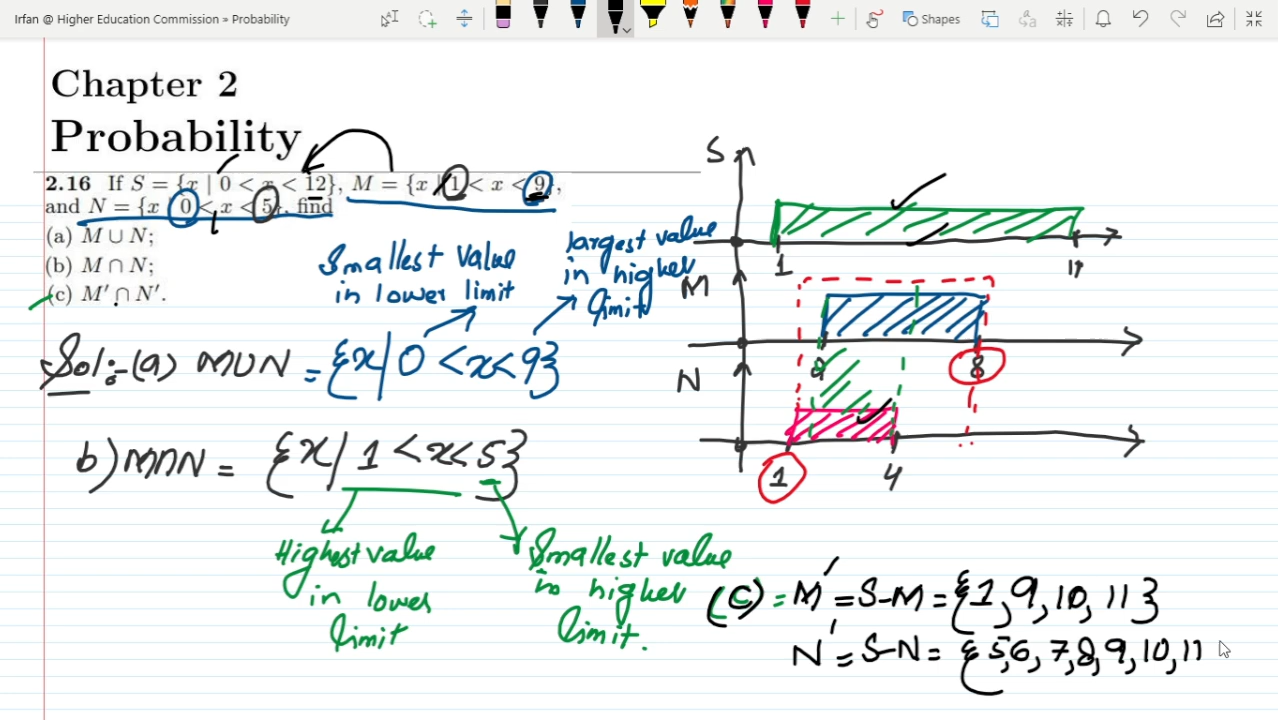 Irfan @ Higher Education Commission » Probability
Shapes
Chapter 2
Probability
2.16 If S = {x | 0 < x < 12}, M = {x | 1 < x < 9},
and N = {x | 0 < x < 5}, find
(a) M ∪ N;
(b) M ∩ N;
(c) M′ ∩ N′.
Smallest Value
in lower limit
largest value
in higher
limit
Sol:-(a) M∪N = {x| 0 < x < 9}
b) M∩N = {x| 1 < x < 5}
Highest value
in lower
limit
Smallest value
in higher
limit.
S
1
11
M
8
N
1
4
(c) = M′ = S-M = {1, 9, 10, 11}
N′ = S-N = {5, 6, 7, 8, 9, 10, 11